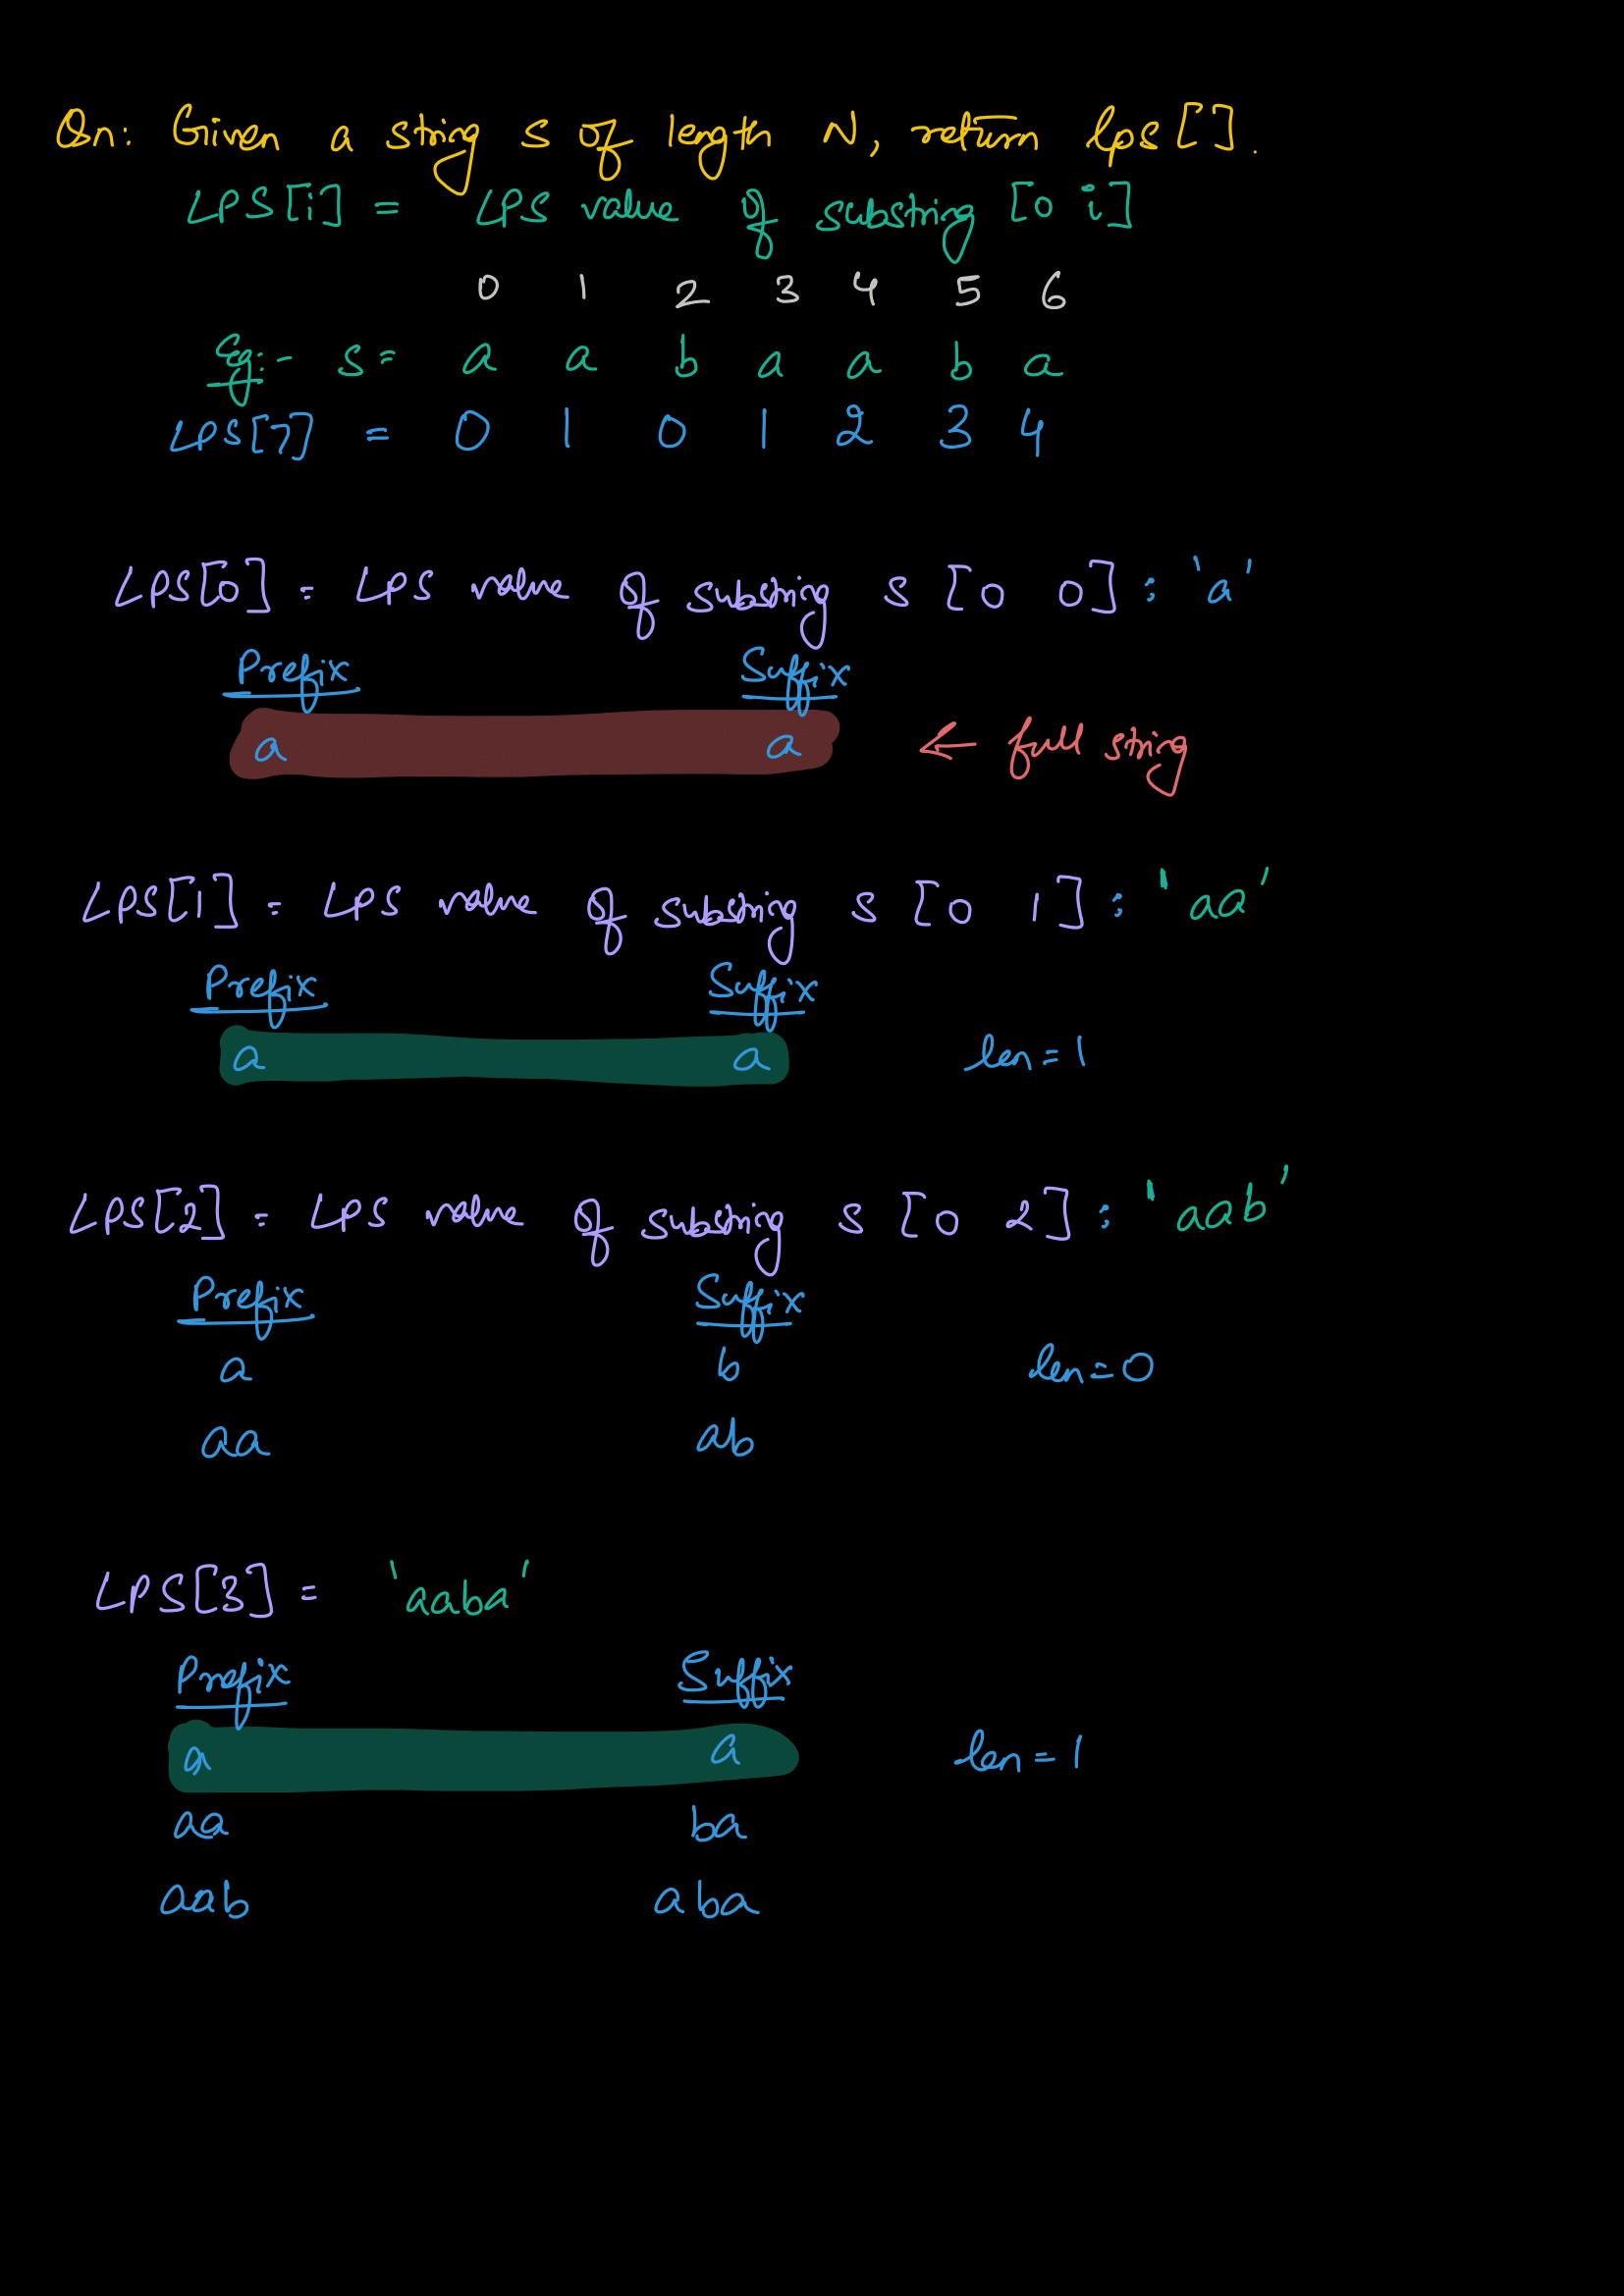 Qn: Given a string s of length N, return lps[].
LPS[i] = LPS value of substring [0 i]
0 1 2 3 4 5 6
Eg:- s= a a b a a b a
LPS[7] = 0 1 0 1 2 3 4
LPS[0] = LPS value of substring s [0 0] : 'a'
Prefix Suffix
a a ← full string
LPS[1] = LPS value of substring s [0 1] : 'aa'
Prefix Suffix
a a len=1
LPS[2] = LPS value of substring s [0 2] : 'aab'
Prefix Suffix
a b len=0
aa ab
LPS[3] = 'aaba'
Prefix Suffix
a a len=1
aa ba
aab aba